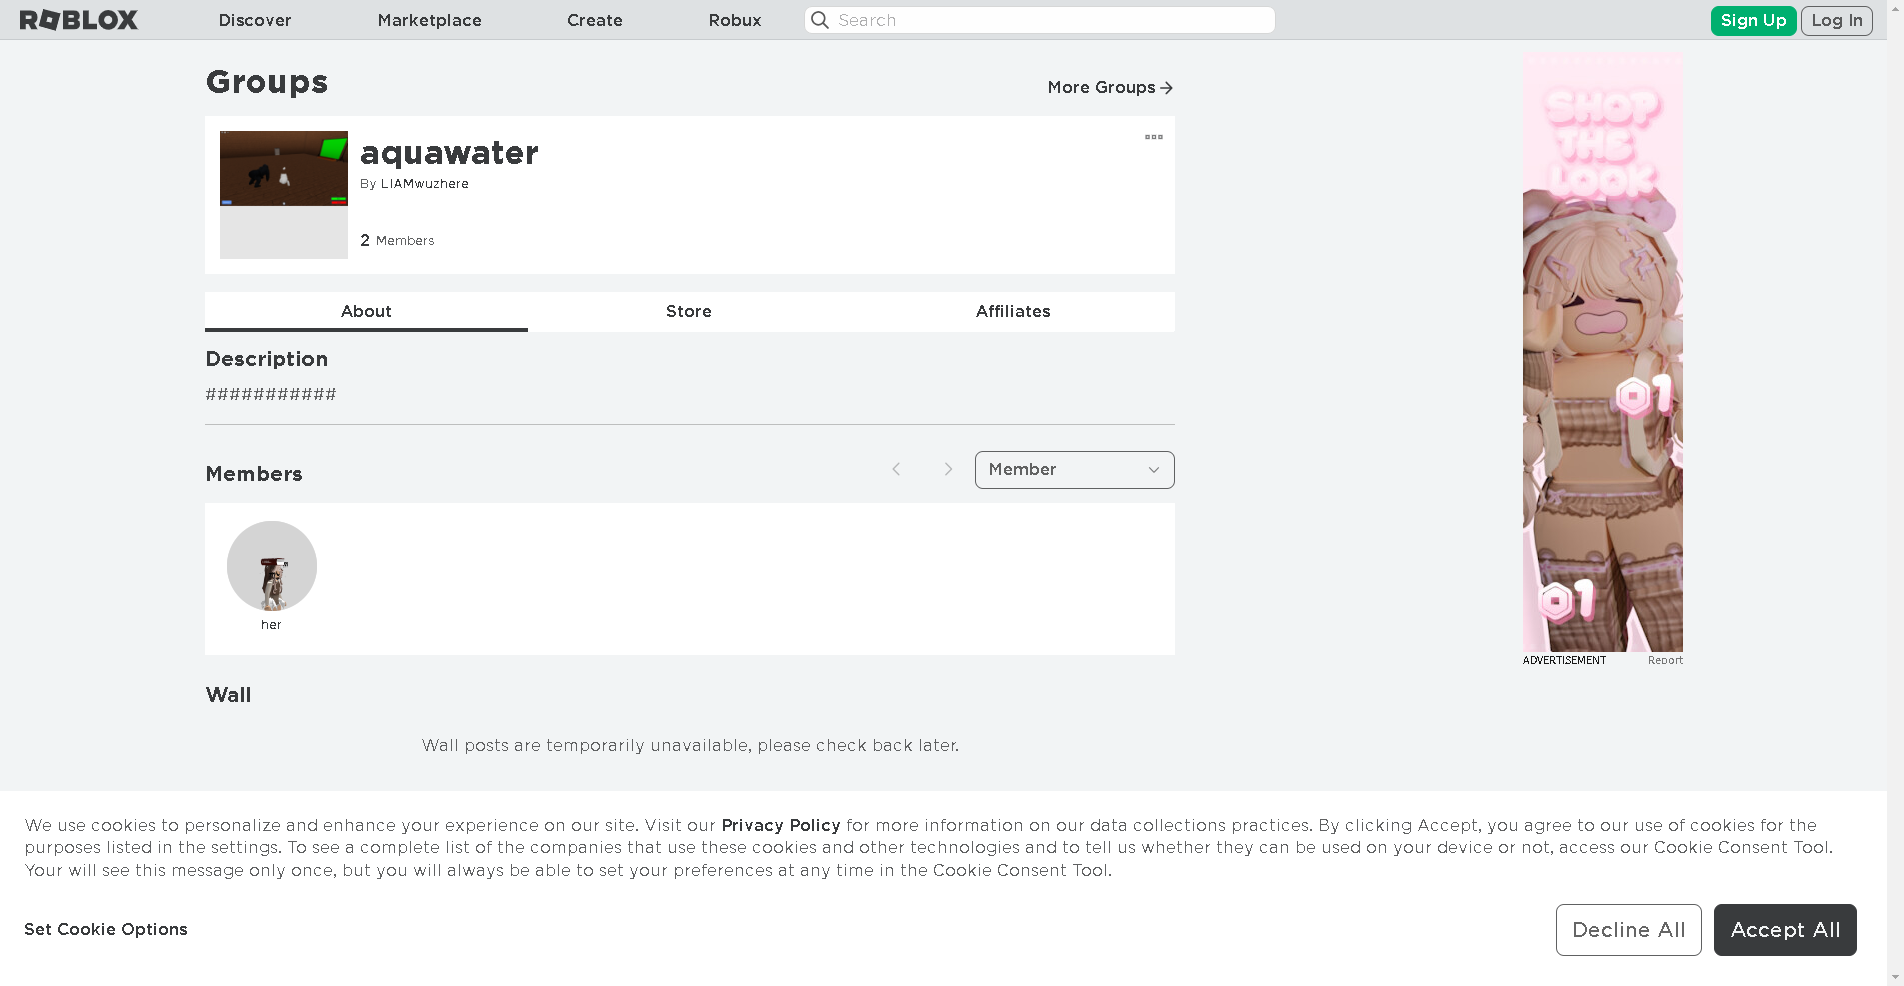 ROBLOX Discover Marketplace Create Robux Search Sign Up Log In
Groups
More Groups
aquawater
By LIAMwuzhere
2 Members
About Store Affiliates
Description
###########
Members
Member
her
Wall
Wall posts are temporarily unavailable, please check back later.
SHOP
THE
LOOK
1
1
ADVERTISEMENT Report
We use cookies to personalize and enhance your experience on our site. Visit our Privacy Policy for more information on our data collections practices. By clicking Accept, you agree to our use of cookies for the
purposes listed in the settings. To see a complete list of the companies that use these cookies and other technologies and to tell us whether they can be used on your device or not, access our Cookie Consent Tool.
Your will see this message only once, but you will always be able to set your preferences at any time in the Cookie Consent Tool.
Set Cookie Options
Decline All Accept All